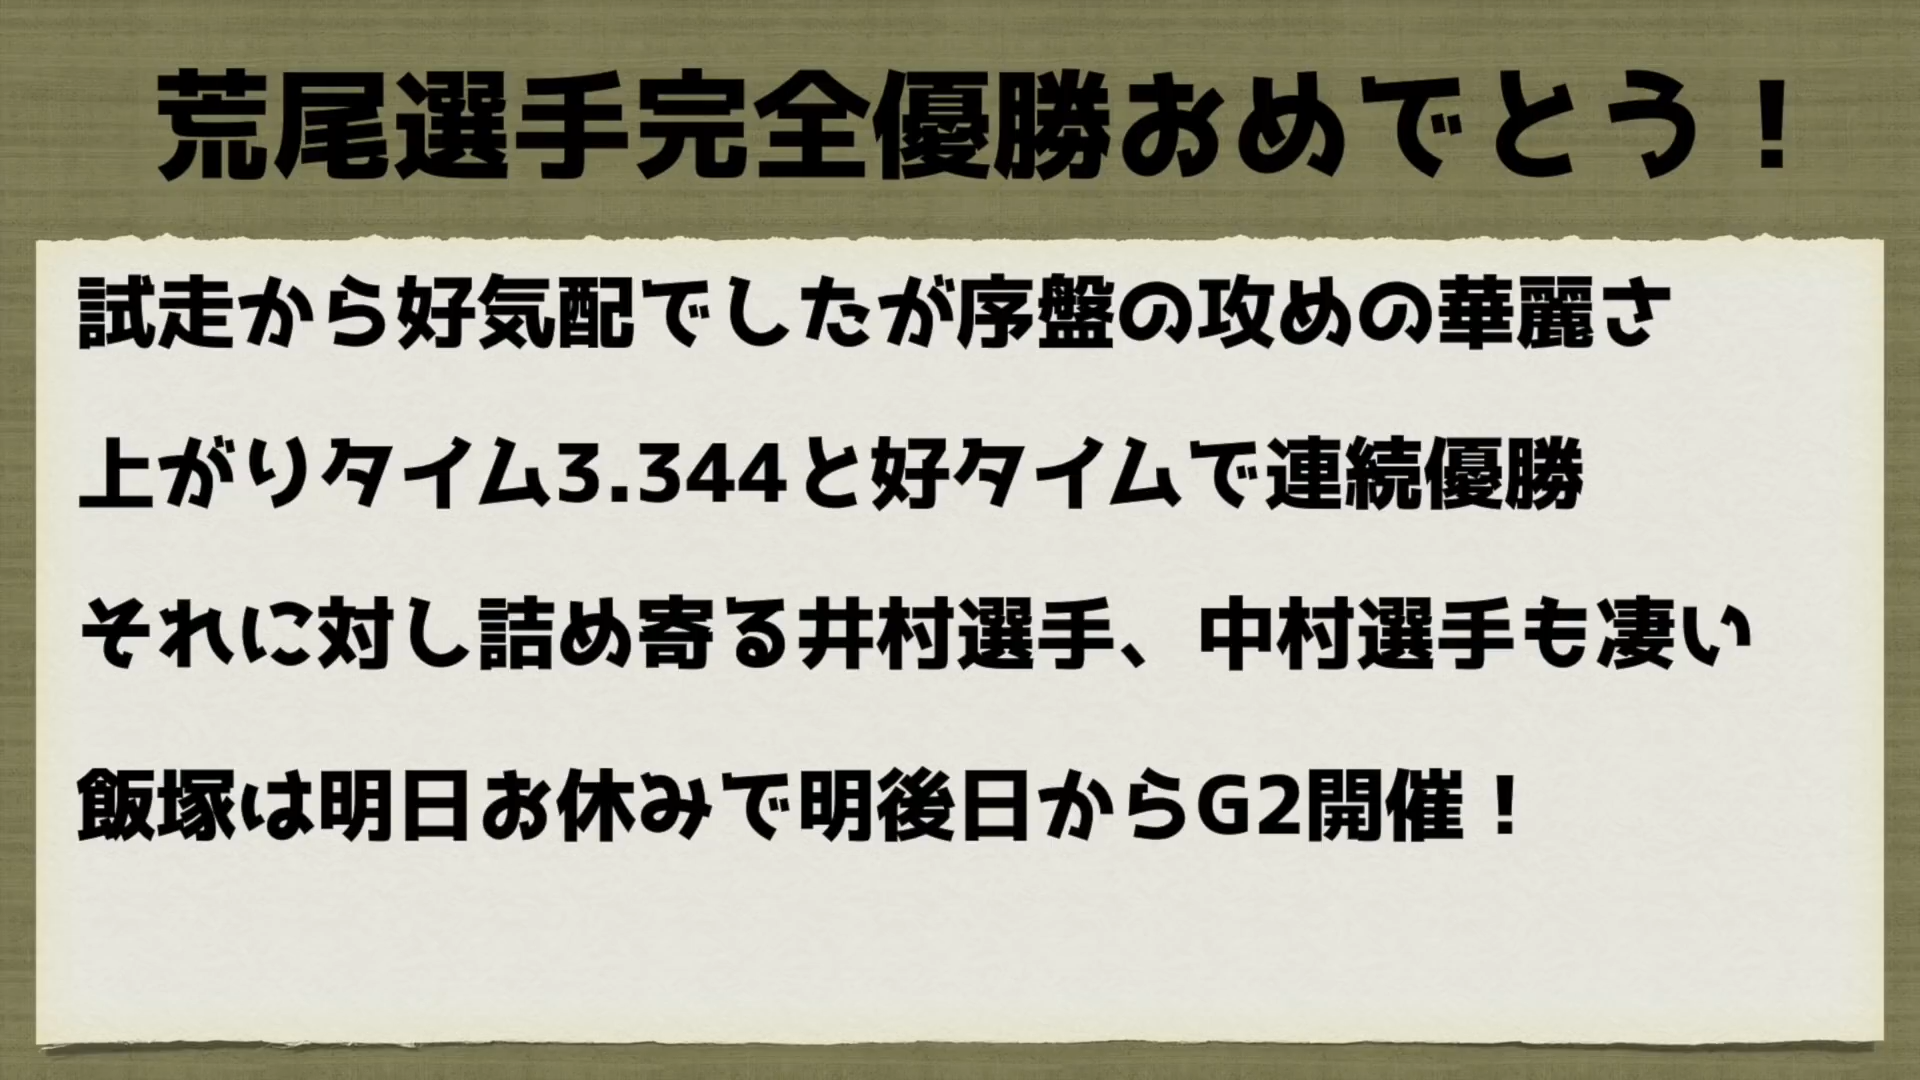 荒尾選手完全優勝おめでとう！
試走から好気配でしたが序盤の攻めの華麗さ
上がりタイム3.344と好タイムで連続優勝
それに対し詰め寄る井村選手、中村選手も凄い
飯塚は明日お休みで明後日からG2開催！